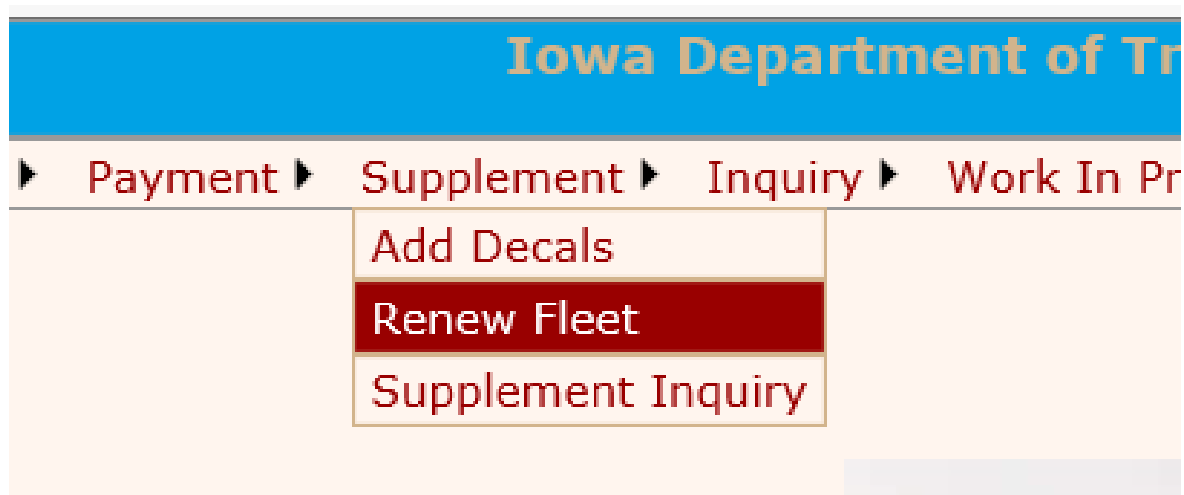 Iowa Department of Tr
Payment Supplement Inquiry Work In Pr
Add Decals
Renew Fleet
Supplement Inquiry